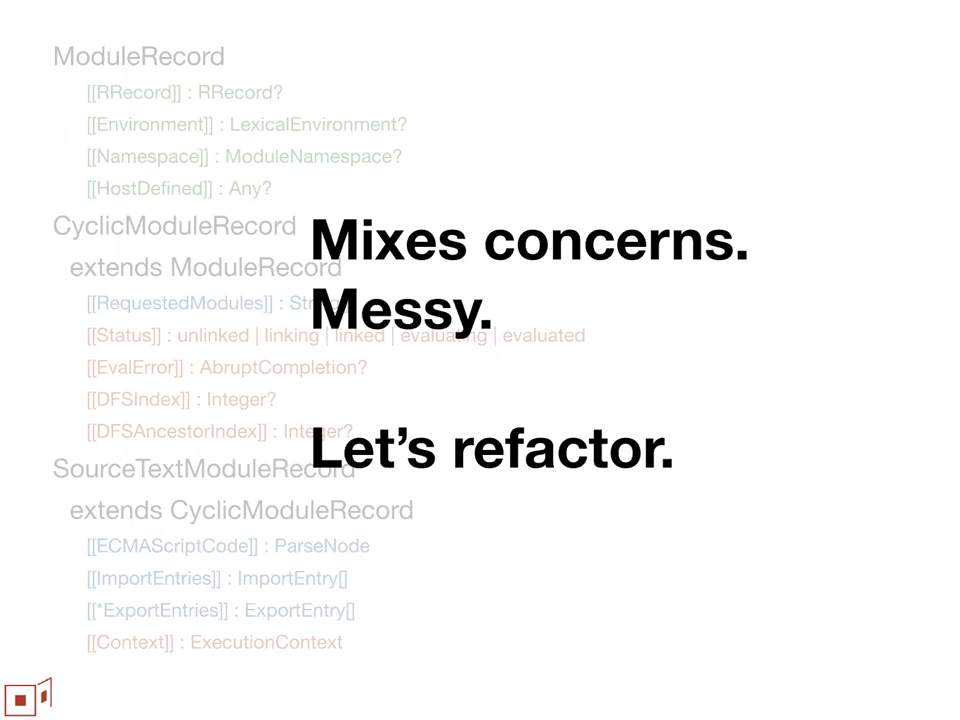 ModuleRecord
[[RRecord]] : RRecord?
[[Environment]] : LexicalEnvironment?
[[Namespace]] : ModuleNamespace?
[[HostDefined]] : Any?
CyclicModuleRecord
extends ModuleRecord
[[RequestedModules]] :
[[Status]] : unlinked | linking | linked | evaluating | evaluated
[[EvalError]] : AbruptCompletion?
[[DFSIndex]] : Integer?
[[DFSAncestorIndex]] : Integer?
SourceTextModuleRecord
extends CyclicModuleRecord
[[ECMAScriptCode]] : ParseNode
[[ImportEntries]] : ImportEntry[]
[[*ExportEntries]] : ExportEntry[]
[[Context]] : ExecutionContext
Mixes concerns.
Messy.
Let’s refactor.